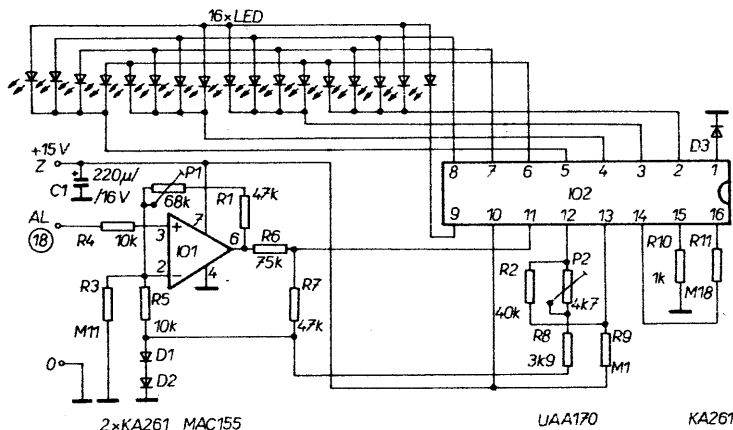 16×LED
+15 V
Z
220µ/
/16V
C1
P1
68k
R1
47k
AL
18
R4
10k
3
+
7
IO1
6
2
−
4
R6
75k
R3
M11
R5
10k
R7
47k
D1
D2
0
2×KA261 MAC155
D3
8 7 6 5 4 3 2 1
IO2
9 10 11 12 13 14 15 16
R2
40k
P2
4k7
R8
3k9
R9
M1
R10
1k
R11
M18
UAA170
KA261